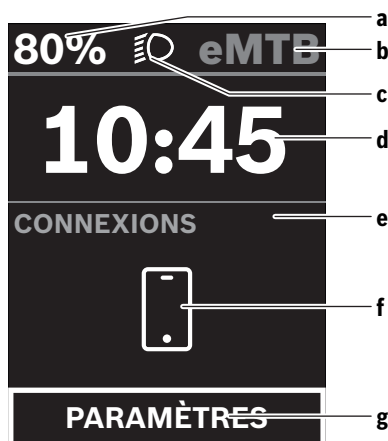 a
80% eMTB b
c
10:45 d
CONNEXIONS e
f
PARAMÈTRES g